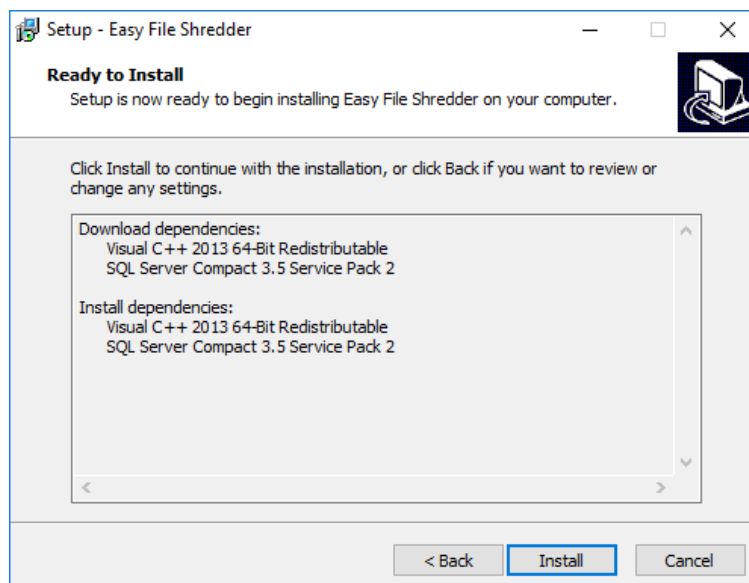 Setup - Easy File Shredder
Ready to Install
Setup is now ready to begin installing Easy File Shredder on your computer.
Click Install to continue with the installation, or click Back if you want to review or
change any settings.
Download dependencies:
Visual C++ 2013 64-Bit Redistributable
SQL Server Compact 3.5 Service Pack 2
Install dependencies:
Visual C++ 2013 64-Bit Redistributable
SQL Server Compact 3.5 Service Pack 2
< Back Install Cancel